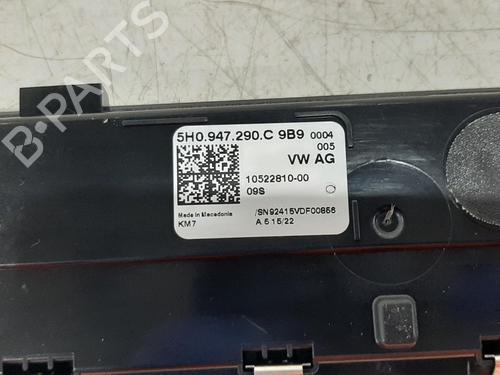 B-PARTS
5H0.947.290.C 9B9 0004
005
VW AG
10522810-00
09S
Made in Macedonia
/SN92415VDF00856
KM7
A 5 15/22